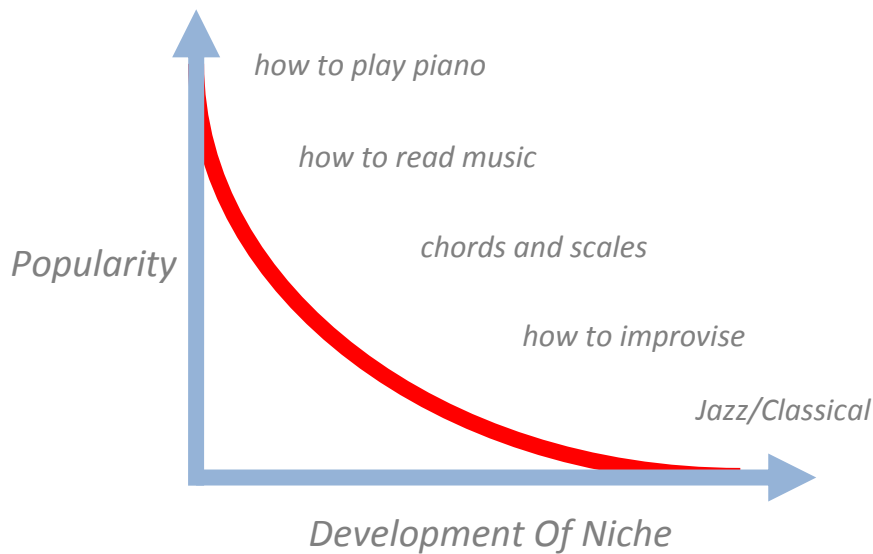 how to play piano
how to read music
chords and scales
Popularity
how to improvise
Jazz/Classical
Development Of Niche